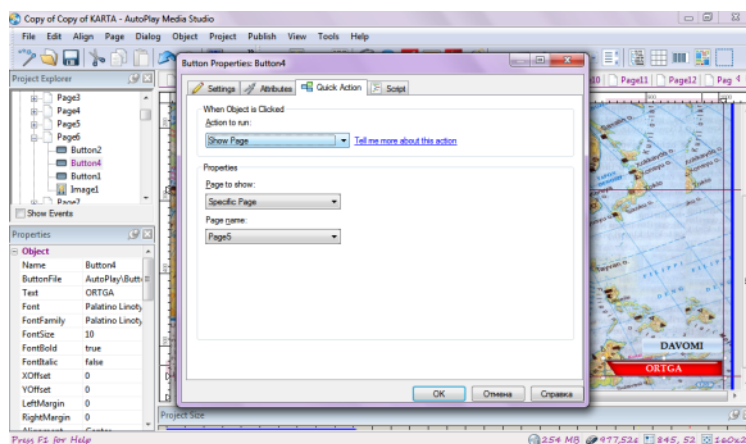 Copy of Copy of KARTA - AutoPlay Media Studio
File Edit Align Page Dialog Object Project Publish View Tools Help
Project Explorer
Page3
Page4
Page5
Page6
Button2
Button4
Button1
Image1
Page7
Show Events
Properties
Object
Name Button4
ButtonFile AutoPlay\Butt
Text ORTGA
Font Palatino Linoty
FontFamily Palatino Linoty
FontSize 10
FontBold true
FontItalic false
XOffset 0
YOffset 0
LeftMargin 0
RightMargin 0
Alignment Center
Button Properties: Button4
Settings Attributes Quick Action Script
When Object is Clicked
Action to run:
Show Page Tell me more about this action
Properties
Page to show:
Specific Page
Page name:
Page5
OK Отмена Справка
Page11 Page12 Pag
DAVOMI
ORTGA
Project Size
Press F1 for Help
254 MB 977,526 845, 52